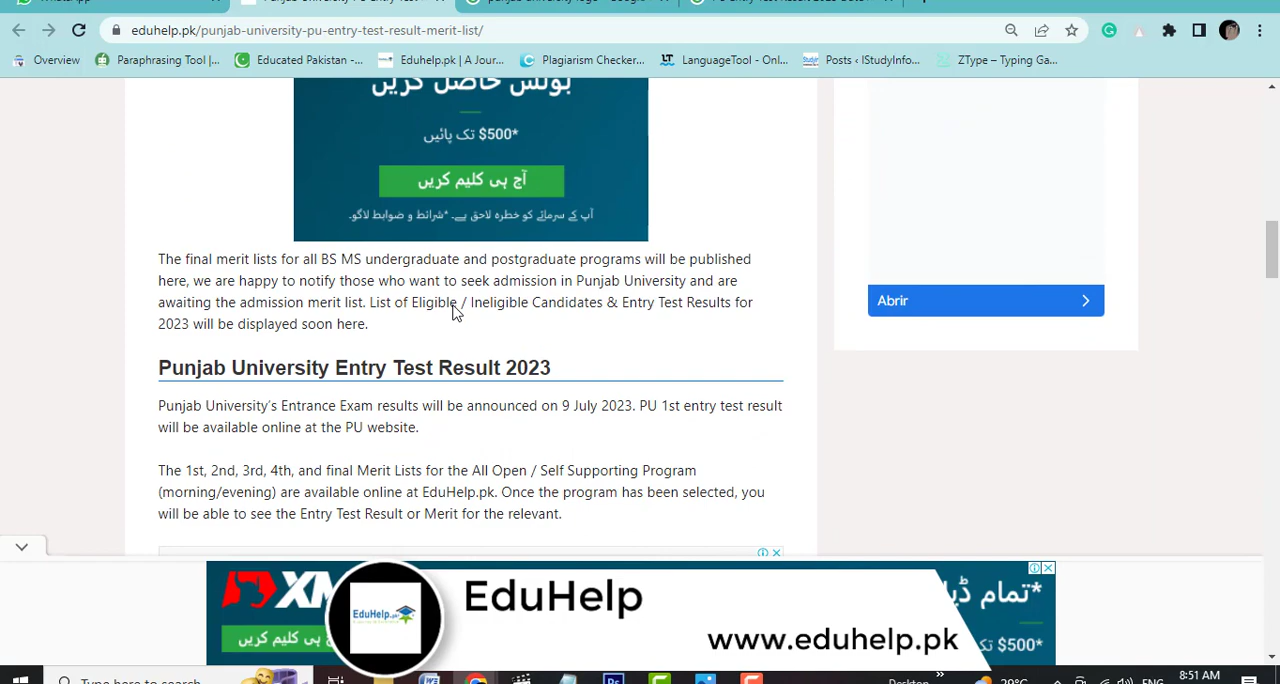 eduhelp.pk/punjab-university-pu-entry-test-result-merit-list/
Overview
Paraphrasing Tool |...
Educated Pakistan -...
Eduhelp.pk | A Jour...
Plagiarism Checker...
LanguageTool - Onl...
Posts ‹ IStudyInfo...
ZType – Typing Ga...
بونس حاصل کریں
*$500 تک پائیں
آج ہی کلیم کریں
آپ کے سرمائے کو خطرہ لاحق ہے۔ *شرائط و ضوابط لاگو۔
The final merit lists for all BS MS undergraduate and postgraduate programs will be published
here, we are happy to notify those who want to seek admission in Punjab University and are
awaiting the admission merit list. List of Eligible / Ineligible Candidates & Entry Test Results for
2023 will be displayed soon here.
Abrir
Punjab University Entry Test Result 2023
Punjab University's Entrance Exam results will be announced on 9 July 2023. PU 1st entry test result
will be available online at the PU website.
The 1st, 2nd, 3rd, 4th, and final Merit Lists for the All Open / Self Supporting Program
(morning/evening) are available online at EduHelp.pk. Once the program has been selected, you
will be able to see the Entry Test Result or Merit for the relevant.
XM
ہی کلیم کریں
EduHelp.pk
EduHelp
www.eduhelp.pk
*تمام
$500*
Type here to search
Desktop
29°C
ENG
8:51 AM